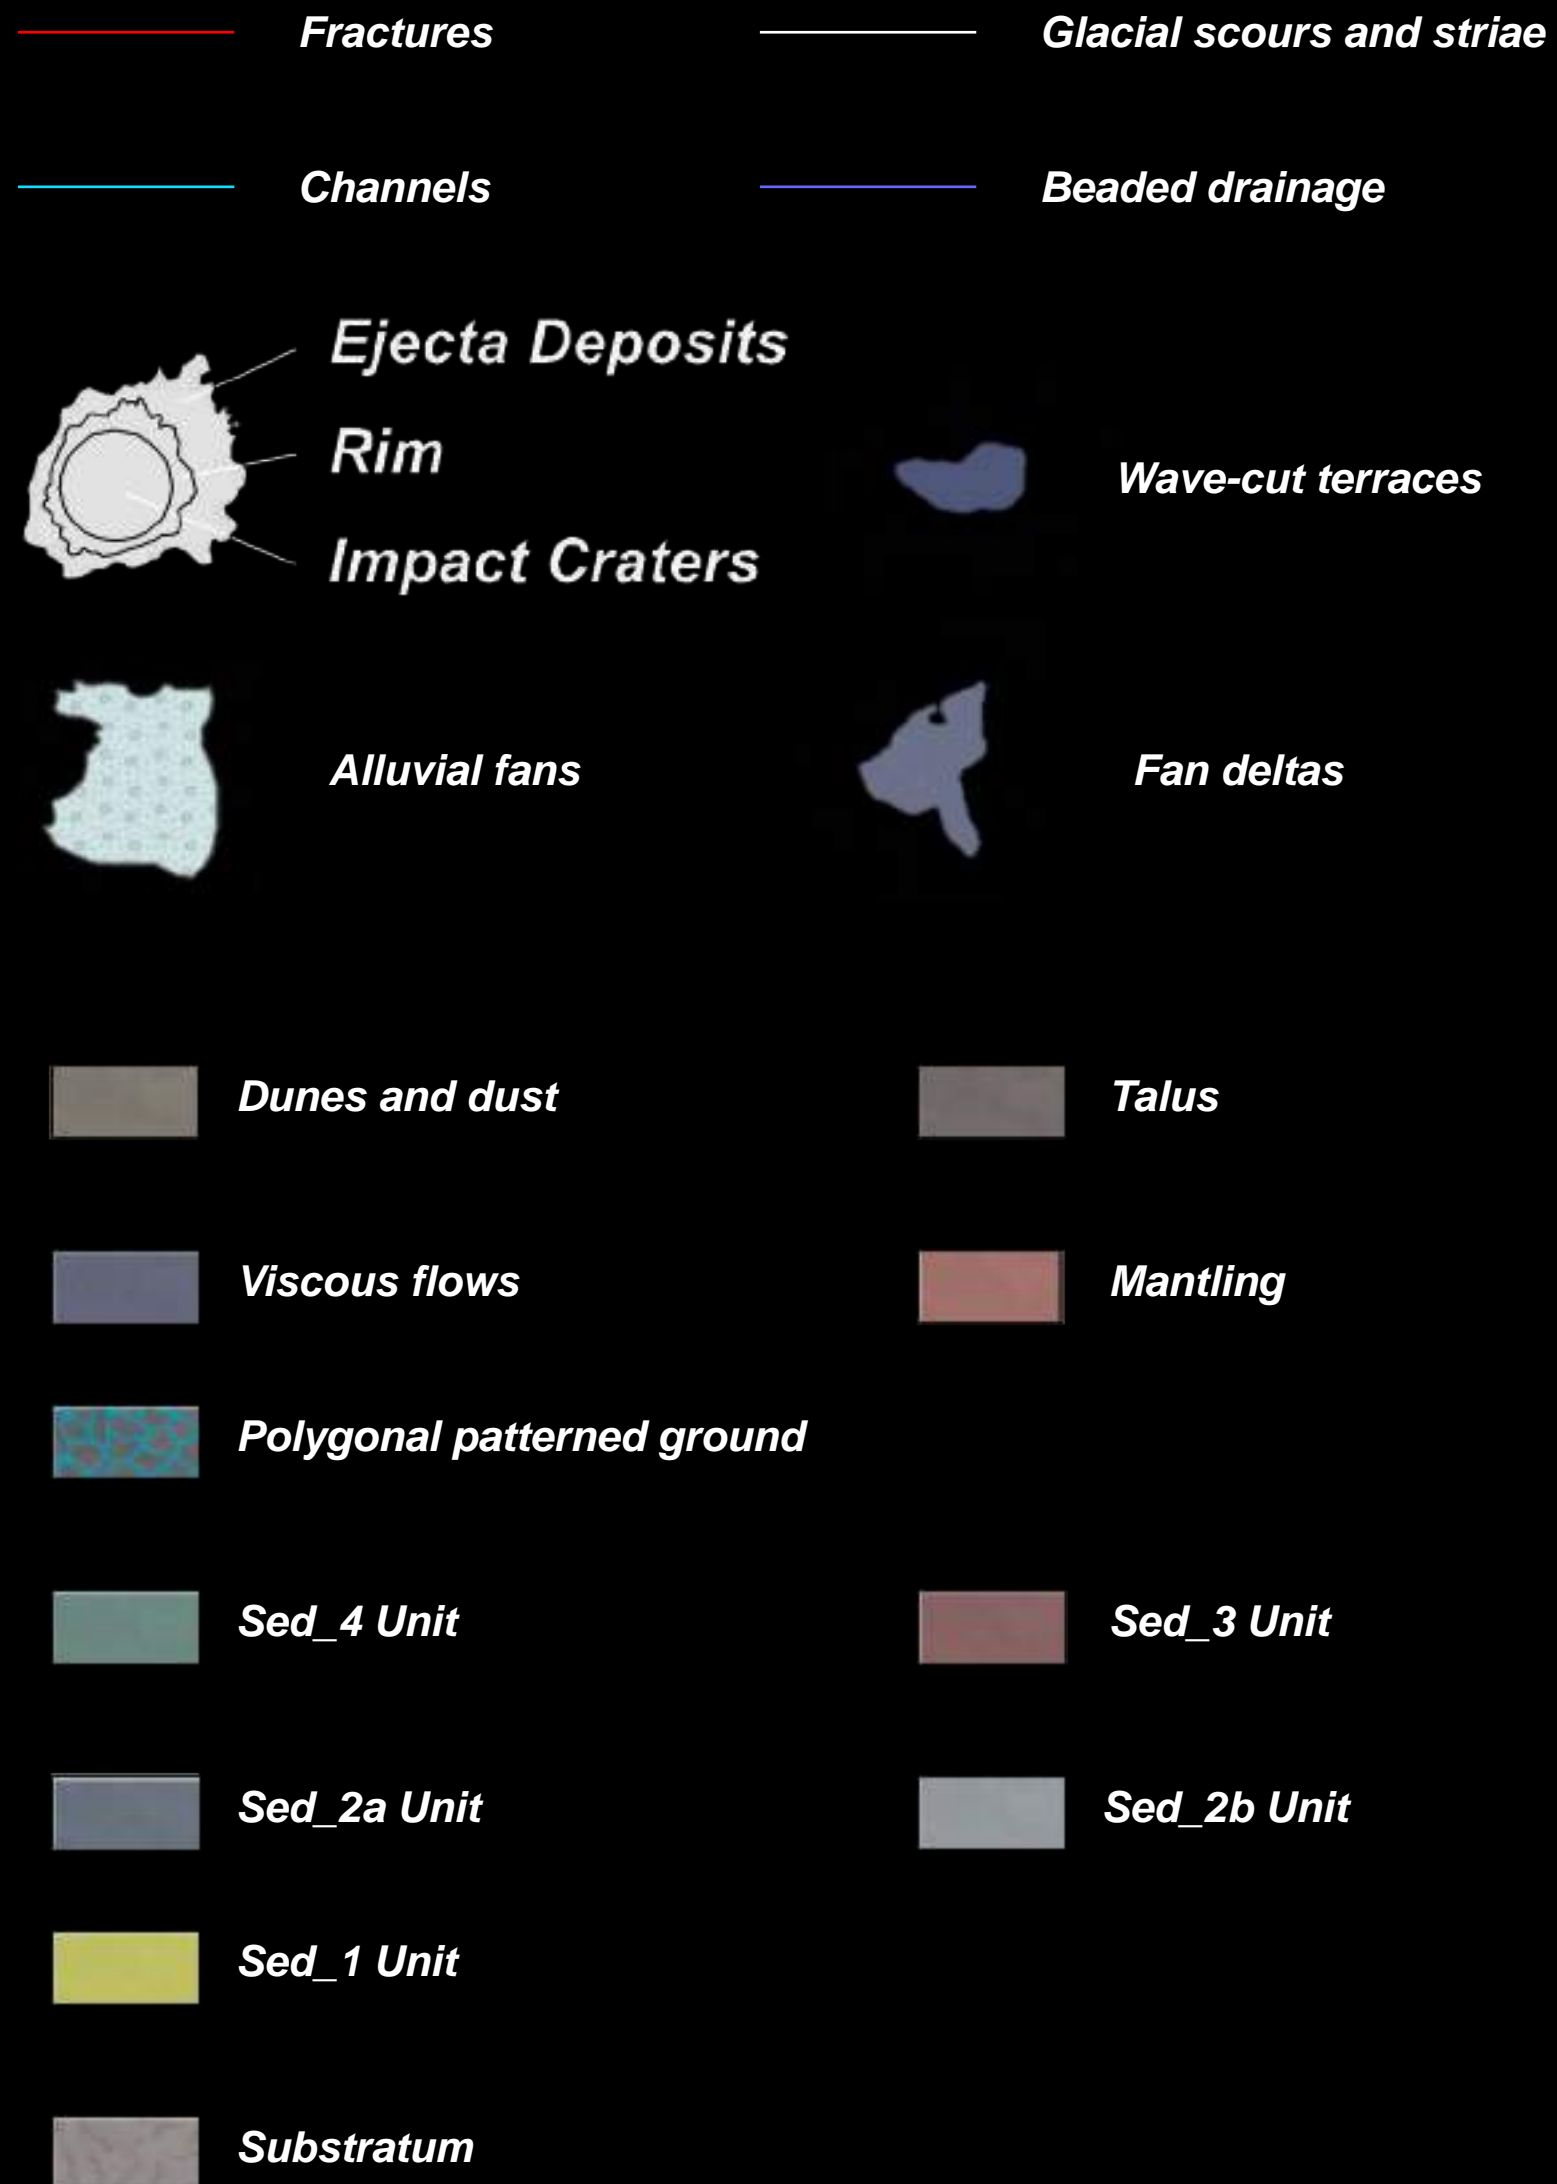 Fractures
Glacial scours and striae
Channels
Beaded drainage
Ejecta Deposits
Rim
Impact Craters
Wave-cut terraces
Alluvial fans
Fan deltas
Dunes and dust
Talus
Viscous flows
Mantling
Polygonal patterned ground
Sed_4 Unit
Sed_3 Unit
Sed_2a Unit
Sed_2b Unit
Sed_1 Unit
Substratum